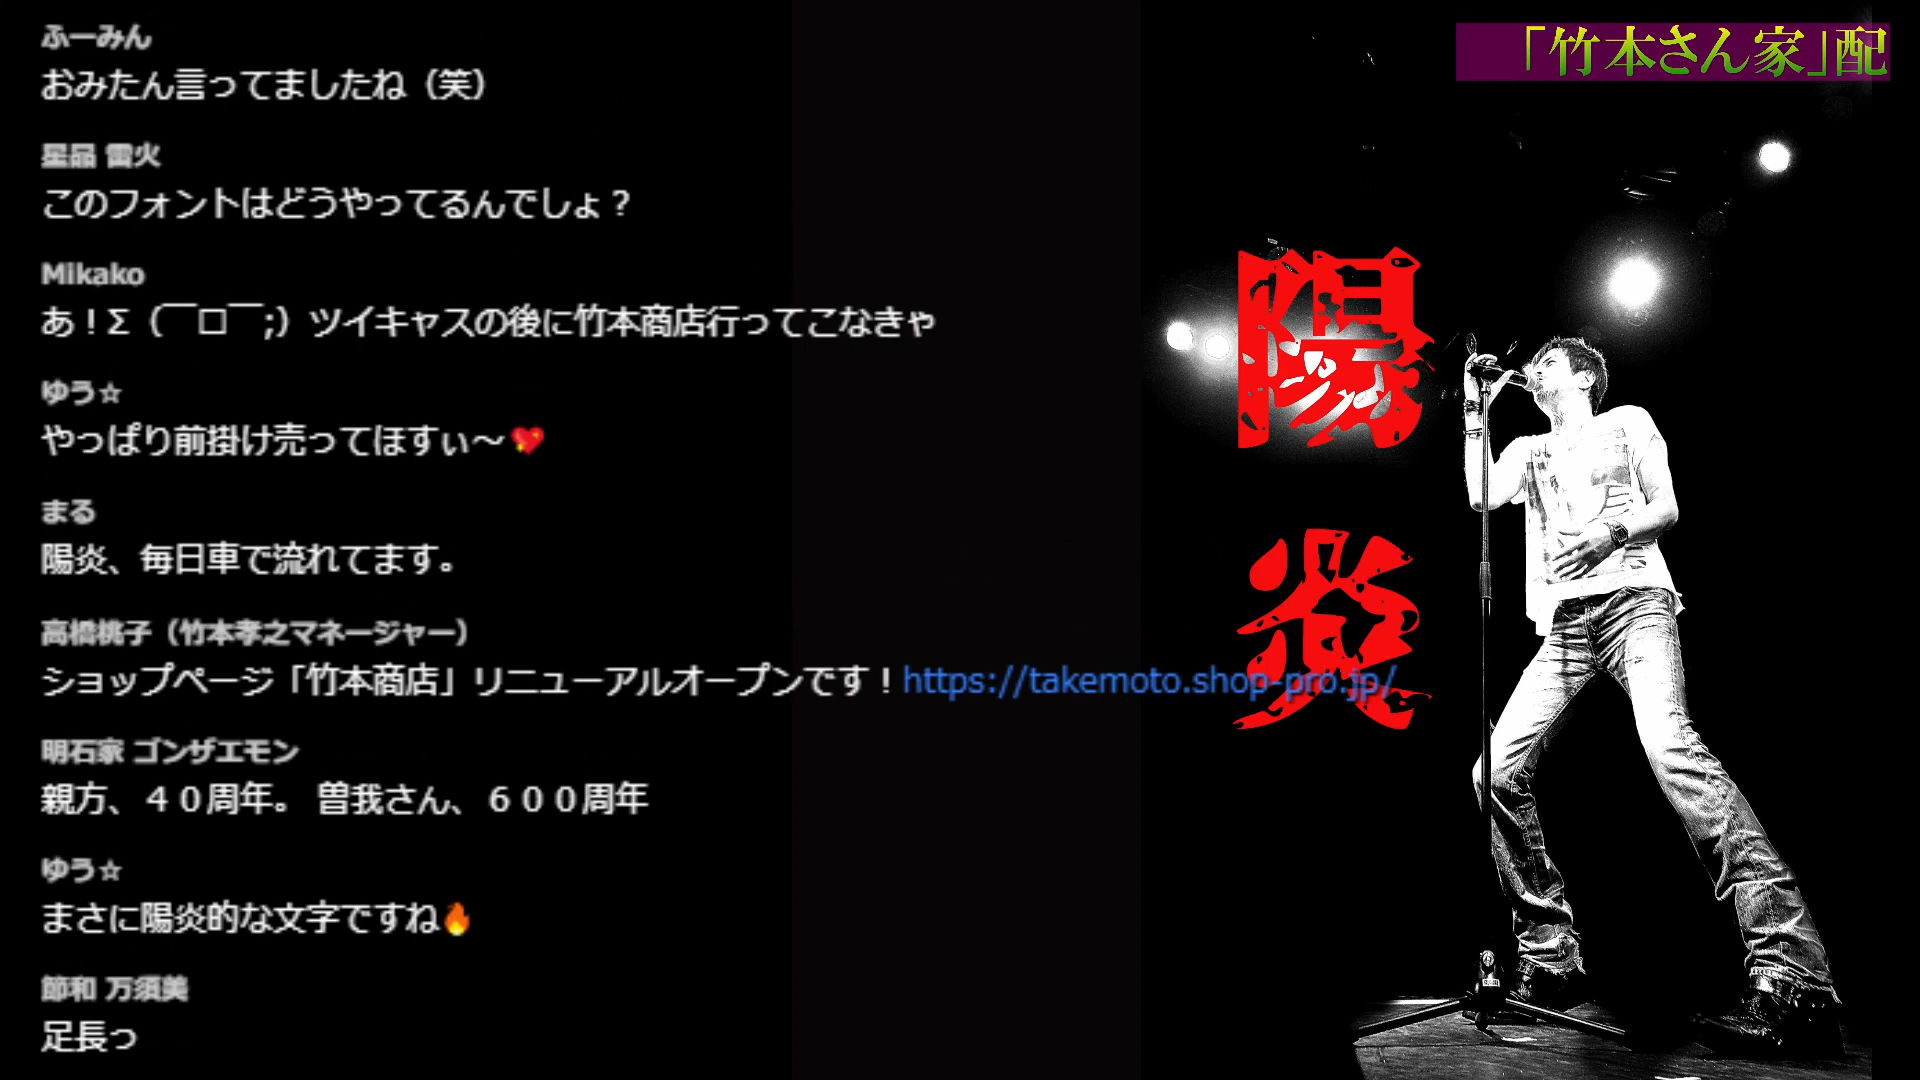 ふーみん
おみたん言ってましたね（笑）
星晶 雷火
このフォントはどうやってるんでしょ？
Mikako
あ！Σ（￣□￣;）ツイキャスの後に竹本商店行ってこなきゃ
ゆう☆
やっぱり前掛け売ってほすぃ～💖
まる
陽炎、毎日車で流れてます。
高橋桃子（竹本孝之マネージャー）
ショップページ「竹本商店」リニューアルオープンです！https://takemoto.shop-pro.jp/
明石家 ゴンザエモン
親方、４０周年。 曽我さん、６００周年
ゆう☆
まさに陽炎的な文字ですね🔥
節和 万須美
足長っ
「竹本さん家」配
陽炎